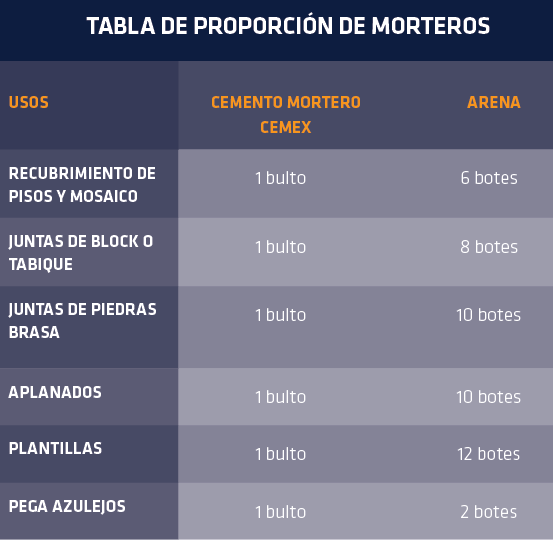 TABLA DE PROPORCIÓN DE MORTEROS
USOS
CEMENTO MORTERO
CEMEX
ARENA
RECUBRIMIENTO DE
PISOS Y MOSAICO
1 bulto
6 botes
JUNTAS DE BLOCK O
TABIQUE
1 bulto
8 botes
JUNTAS DE PIEDRAS
BRASA
1 bulto
10 botes
APLANADOS
1 bulto
10 botes
PLANTILLAS
1 bulto
12 botes
PEGA AZULEJOS
1 bulto
2 botes